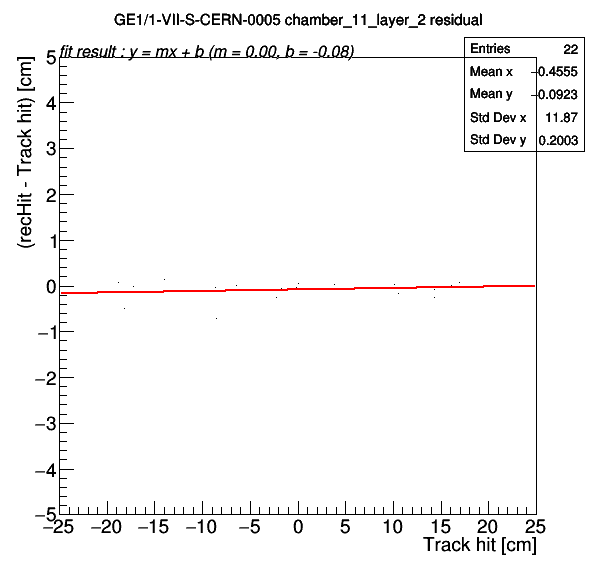 GE1/1-VII-S-CERN-0005 chamber_11_layer_2 residual
fit result : y = mx + b (m = 0.00, b = -0.08)
Entries 22
Mean x -0.4555
Mean y -0.0923
Std Dev x 11.87
Std Dev y 0.2003
(recHit - Track hit) [cm]
5
4
3
2
1
0
−1
−2
−3
−4
−5
−25 −20 −15 −10 −5 0 5 10 15 20 25
Track hit [cm]